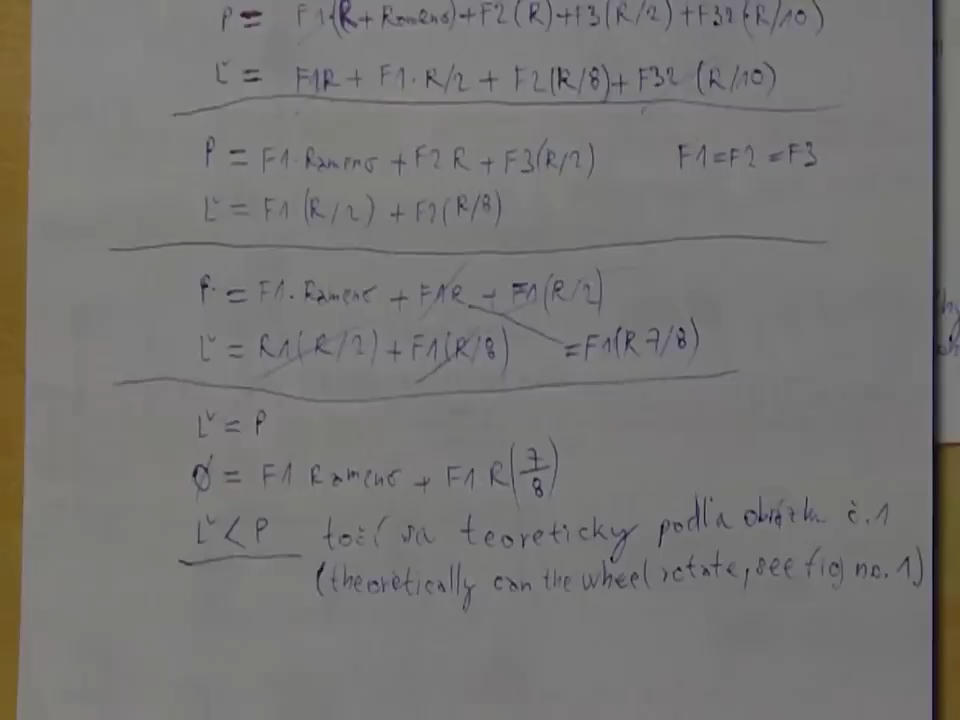 P = F1(R+Rameno)+F2(R)+F3(R/2)+F32(R/10)
Ľ = F1R + F1·R/2 + F2(R/8)+F32 (R/10)
P = F1·Rameno + F2 R + F3(R/2) F1=F2=F3
Ľ = F1(R/2) + F2(R/8)
P = F1·Rameno + F1R + F1(R/2)
Ľ = R1(R/2)+F1(R/8) =F1(R 7/8)
Ľ = P
0 = F1 Rameno + F1 R(7/8)
Ľ < P točí sa teoreticky podľa obrázku č.1
(theoretically can the wheel rotate, see fig no. 1)